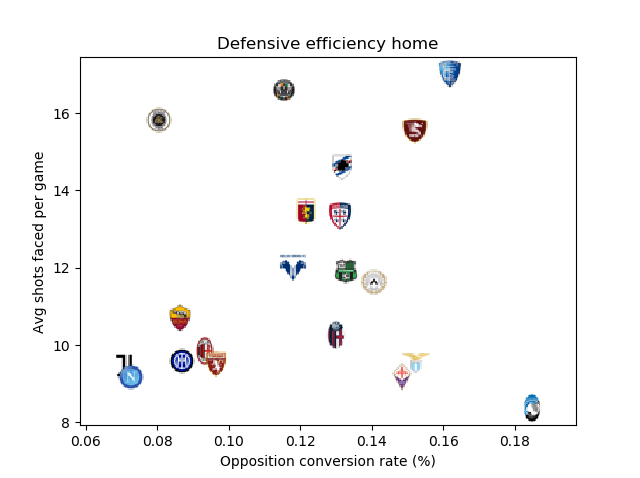 Defensive efficiency home
Avg shots faced per game
16
14
12
10
8
0.06 0.08 0.10 0.12 0.14 0.16 0.18
Opposition conversion rate (%)
N